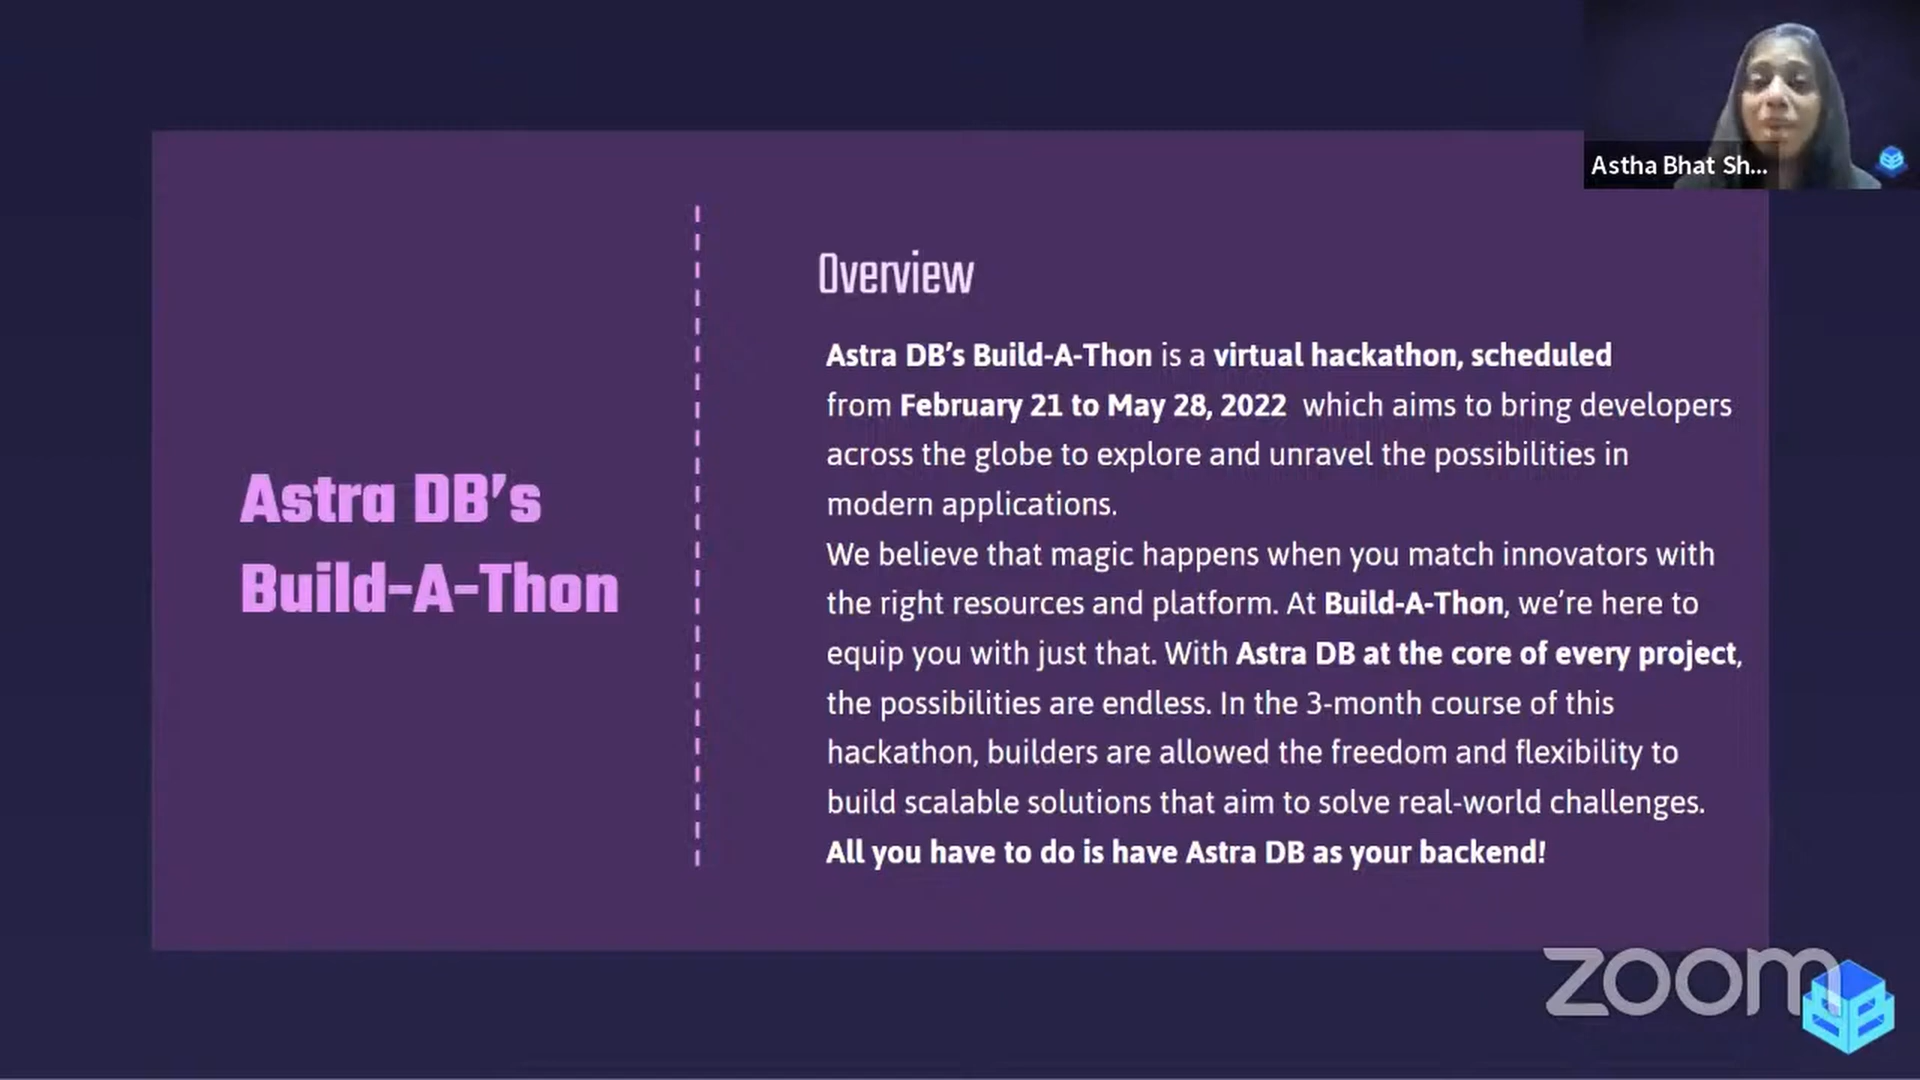 Astha Bhat Sh...
Astra DB’s
Build-A-Thon
Overview
Astra DB’s Build-A-Thon is a virtual hackathon, scheduled
from February 21 to May 28, 2022 which aims to bring developers
across the globe to explore and unravel the possibilities in
modern applications.
We believe that magic happens when you match innovators with
the right resources and platform. At Build-A-Thon, we’re here to
equip you with just that. With Astra DB at the core of every project,
the possibilities are endless. In the 3-month course of this
hackathon, builders are allowed the freedom and flexibility to
build scalable solutions that aim to solve real-world challenges.
All you have to do is have Astra DB as your backend!
zoom